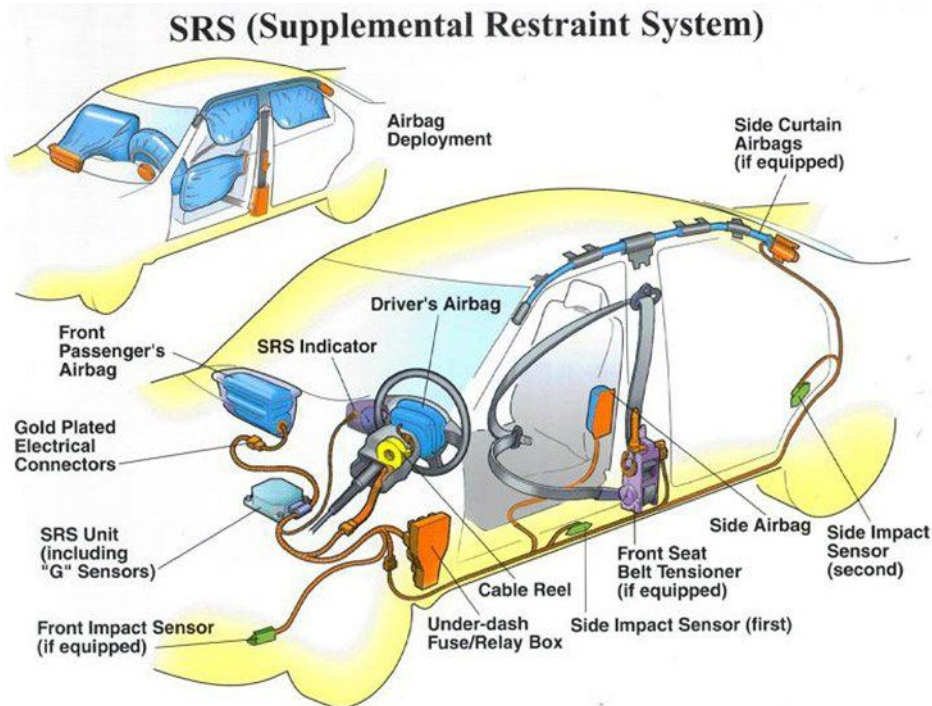 SRS (Supplemental Restraint System)
Airbag
Deployment
Side Curtain
Airbags
(if equipped)
Driver's Airbag
Front
Passenger's
Airbag
SRS Indicator
Gold Plated
Electrical
Connectors
SRS Unit
(including
"G" Sensors)
Front Impact Sensor
(if equipped)
Cable Reel
Under-dash
Fuse/Relay Box
Side Impact Sensor (first)
Front Seat
Belt Tensioner
(if equipped)
Side Airbag
Side Impact
Sensor
(second)